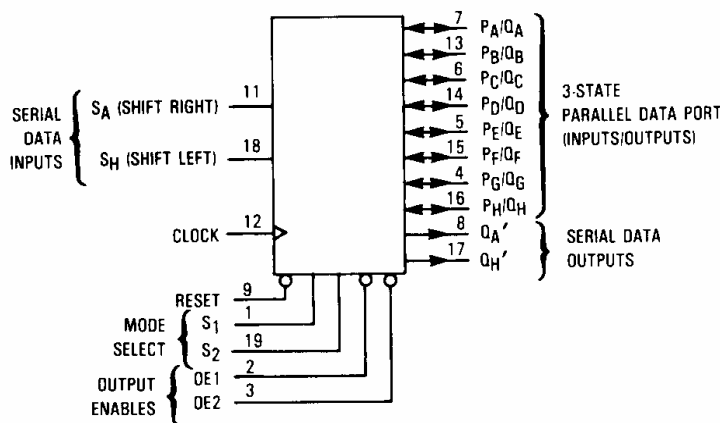 7 PA/QA
13 PB/QB
6 PC/QC
14 PD/QD
5 PE/QE
15 PF/QF
4 PG/QG
16 PH/QH
3-STATE
PARALLEL DATA PORT
(INPUTS/OUTPUTS)
SERIAL
DATA
INPUTS
SA (SHIFT RIGHT) 11
SH (SHIFT LEFT) 18
CLOCK 12
8 QA'
17 QH'
SERIAL DATA
OUTPUTS
RESET 9
MODE
SELECT
S1 1
S2 19
OUTPUT
ENABLES
OE1 2
OE2 3